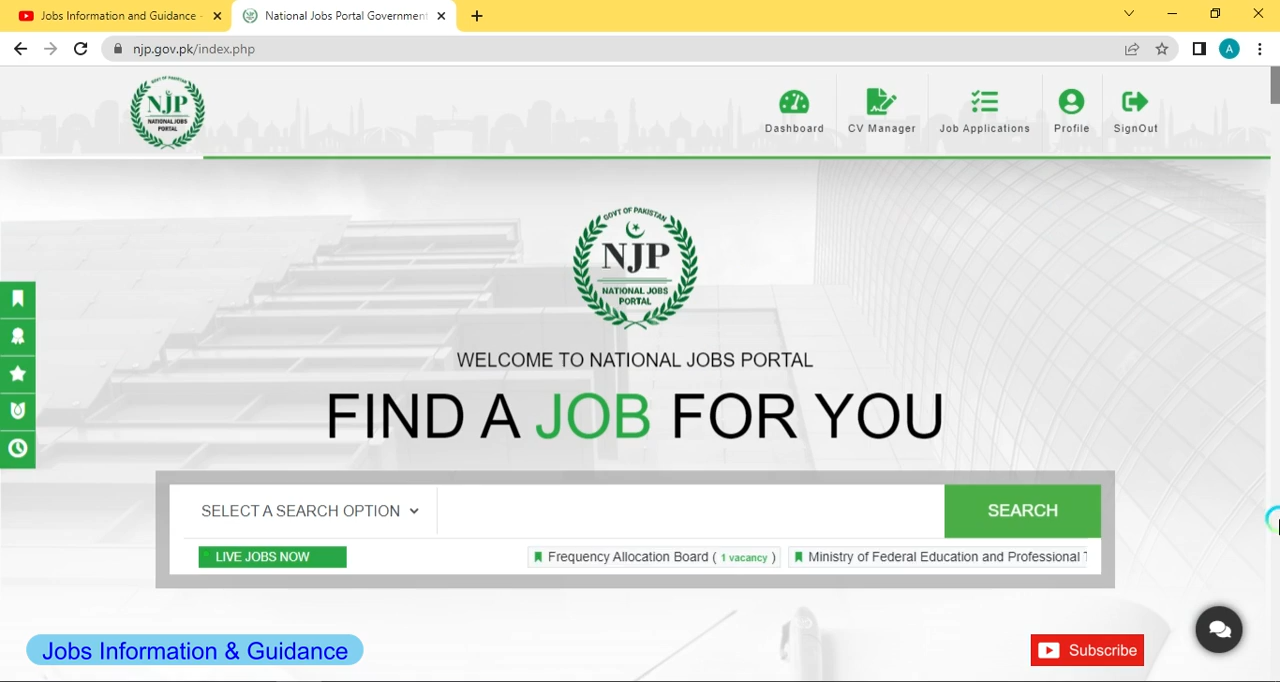 Jobs Information and Guidance -
National Jobs Portal Government
njp.gov.pk/index.php
A
GOVT OF PAKISTAN
NJP
NATIONAL JOBS
PORTAL
Dashboard
CV Manager
Job Applications
Profile
SignOut
GOVT OF PAKISTAN
NJP
NATIONAL JOBS
PORTAL
WELCOME TO NATIONAL JOBS PORTAL
FIND A JOB FOR YOU
SELECT A SEARCH OPTION
SEARCH
LIVE JOBS NOW
Frequency Allocation Board ( 1 vacancy )
Ministry of Federal Education and Professional
Jobs Information & Guidance
Subscribe